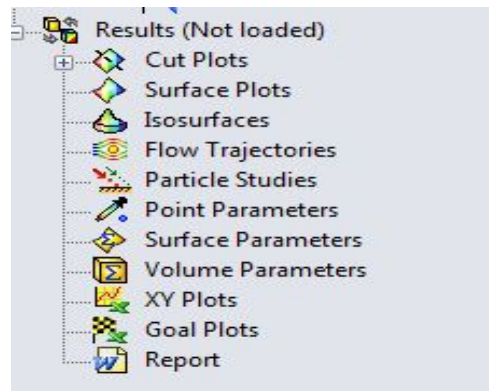 Results (Not loaded)
Cut Plots
Surface Plots
Isosurfaces
Flow Trajectories
Particle Studies
Point Parameters
Surface Parameters
Volume Parameters
XY Plots
Goal Plots
Report